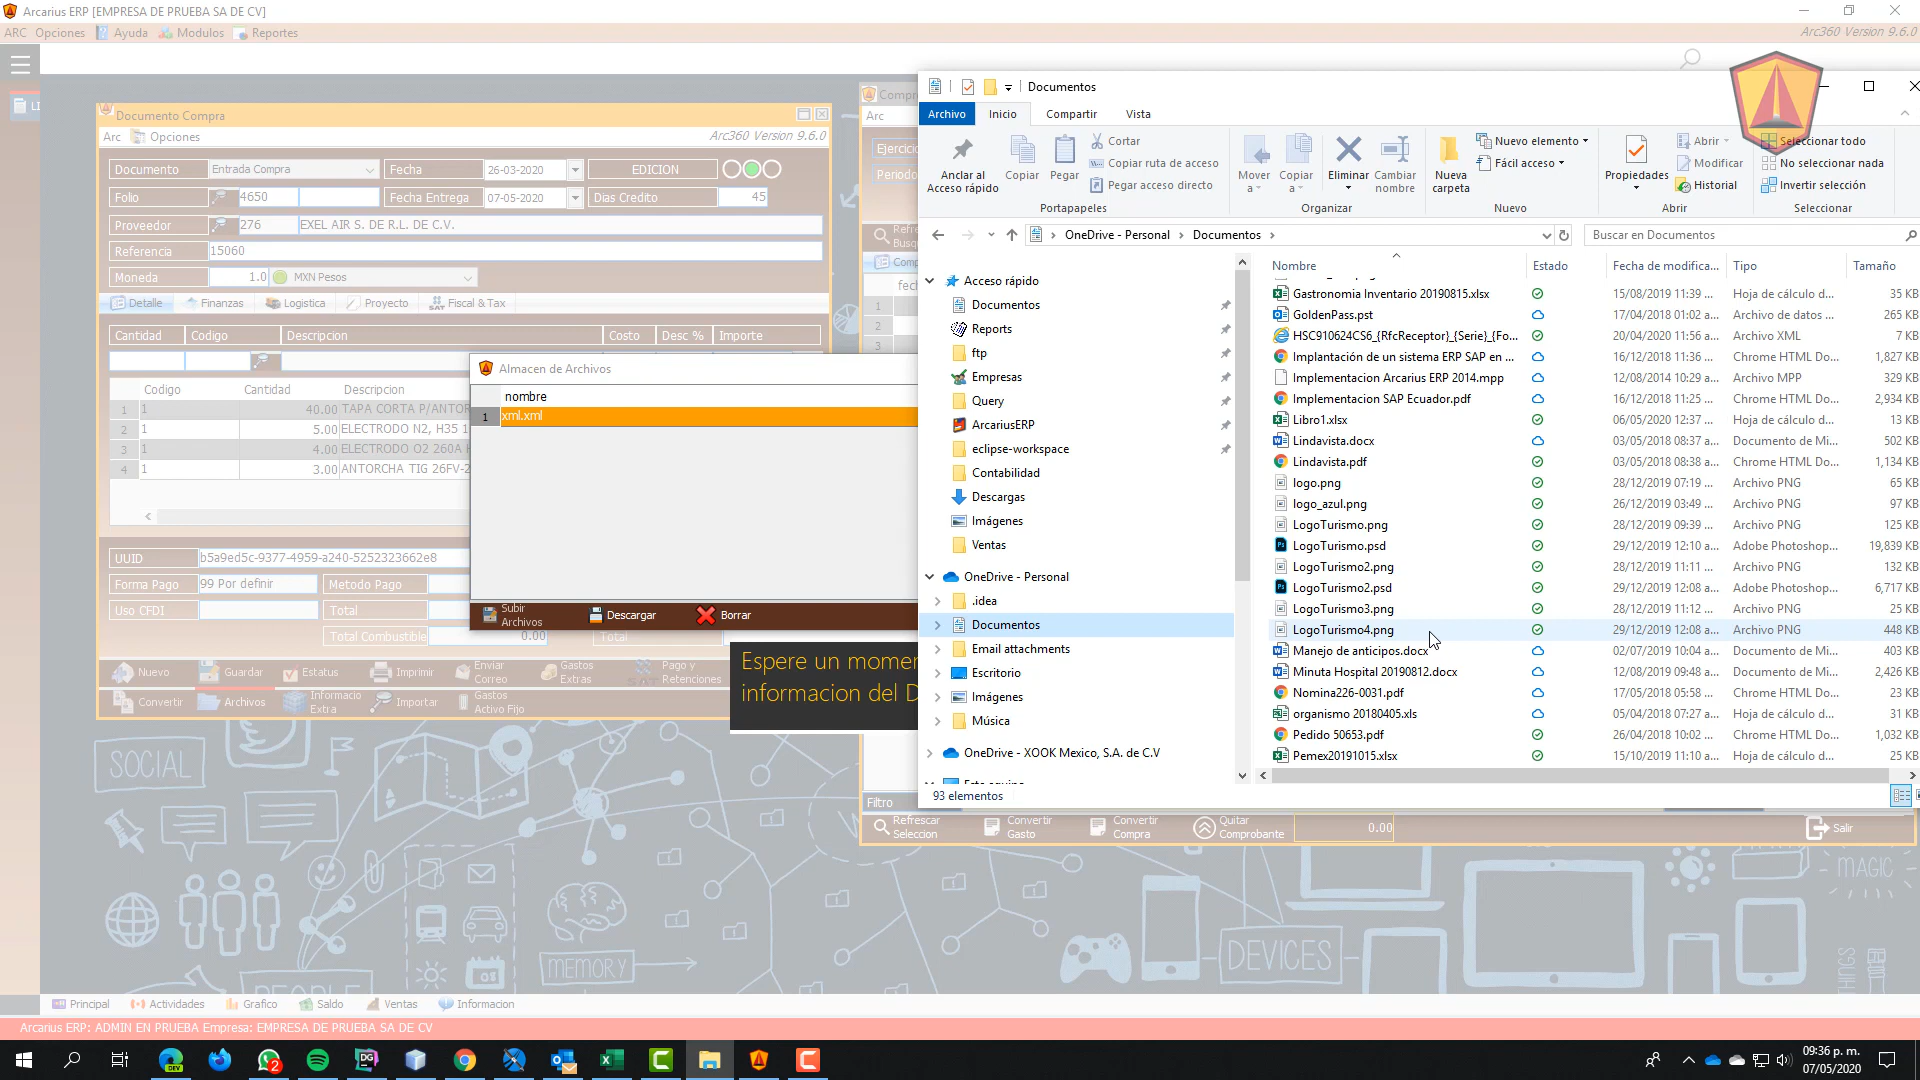 Arcarius ERP [EMPRESA DE PRUEBA SA DE CV]
ARC Opciones Ayuda Modulos Reportes
Arc360 Version 9.6.0
Documento Compra
Arc Opciones
Arc360 Version 9.6.0
Documento Entrada Compra Fecha 26-03-2020 EDICION
Folio 4650 Fecha Entrega 07-05-2020 Dias Credito 45
Proveedor 276 EXEL AIR S. DE R.L. DE C.V.
Referencia 15060
Moneda 1.0 MXN Pesos
Detalle Finanzas Logistica Proyecto Fiscal & Tax
Cantidad Codigo Descripcion Costo Desc % Importe
Codigo Cantidad Descripcion
1 1 40.00 TAPA CORTA P/ANTOR
2 1 5.00 ELECTRODO N2, H35 1
3 1 4.00 ELECTRODO O2 260A H
4 1 3.00 ANTORCHA TIG 26FV-2
UUID b5a9ed5c-9377-4959-a240-5252323662e8
Forma Pago 99 Por definir Metodo Pago
Uso CFDI Total
Total Combustible 0.00 Total
Nuevo Guardar Estatus Imprimir Enviar Correo Gastos Extras Pago y Retenciones
Convertir Archivos Informacio Extra Importar Gastos Activo Fijo
Almacen de Archivos
nombre
1 xml.xml
Subir Archivos Descargar Borrar
Espere un momen
informacion del D
Compr
Arc
Ejercicio
Periodo
Refre
Busqu
Comp
fec
1
2
3
Filtro
Refrescar Seleccion Convertir Gasto Convertir Compra Quitar Comprobante 0.00 Salir
Documentos
Archivo Inicio Compartir Vista
Anclar al Acceso rápido Copiar Pegar Cortar
Copiar ruta de acceso
Pegar acceso directo
Portapapeles
Mover a Copiar a Eliminar Cambiar nombre
Organizar
Nueva carpeta Nuevo elemento
Fácil acceso
Nuevo
Propiedades Abrir
Modificar
Historial
Abrir
Seleccionar todo
No seleccionar nada
Invertir selección
Seleccionar
OneDrive - Personal > Documentos >
Buscar en Documentos
Acceso rápido
Documentos
Reports
ftp
Empresas
Query
ArcariusERP
eclipse-workspace
Contabilidad
Descargas
Imágenes
Ventas
OneDrive - Personal
.idea
Documentos
Email attachments
Escritorio
Imágenes
Música
OneDrive - XOOK Mexico, S.A. de C.V
93 elementos
Nombre Estado Fecha de modifica... Tipo Tamaño
Gastronomia Inventario 20190815.xlsx 15/08/2019 11:39 ... Hoja de cálculo d... 35 KB
GoldenPass.pst 17/04/2018 01:02 a... Archivo de datos ... 265 KB
HSC910624CS6_{RfcReceptor}_{Serie}_{Fo... 20/04/2020 11:56 a... Archivo XML 7 KB
Implantación de un sistema ERP SAP en ... 16/12/2018 11:36 ... Chrome HTML Do... 1,827 KB
Implementacion Arcarius ERP 2014.mpp 12/08/2014 10:29 ... Archivo MPP 329 KB
Implementacion SAP Ecuador.pdf 16/12/2018 11:25 ... Chrome HTML Do... 2,934 KB
Libro1.xlsx 06/05/2020 12:37 ... Hoja de cálculo d... 13 KB
Lindavista.docx 03/05/2018 08:37 a... Documento de Mi... 502 KB
Lindavista.pdf 03/05/2018 08:38 a... Chrome HTML Do... 1,134 KB
logo.png 28/12/2019 07:19 ... Archivo PNG 65 KB
logo_azul.png 28/12/2019 03:49 ... Archivo PNG 97 KB
LogoTurismo.png 28/12/2019 09:39 ... Archivo PNG 125 KB
LogoTurismo.psd 29/12/2019 12:10 a... Adobe Photoshop... 19,839 KB
LogoTurismo2.png 28/12/2019 11:11 ... Archivo PNG 132 KB
LogoTurismo2.psd 29/12/2019 12:08 a... Adobe Photoshop... 6,717 KB
LogoTurismo3.png 28/12/2019 11:12 ... Archivo PNG 25 KB
LogoTurismo4.png 29/12/2019 12:08 a... Archivo PNG 448 KB
Manejo de anticipos.docx 02/07/2019 10:04 a... Documento de Mi... 403 KB
Minuta Hospital 20190812.docx 12/08/2019 09:48 a... Documento de Mi... 2,426 KB
Nomina226-0031.pdf 17/05/2018 05:58 ... Chrome HTML Do... 23 KB
organismo 20180405.xls 05/04/2018 07:27 a... Hoja de cálculo d... 31 KB
Pedido 50653.pdf 26/04/2018 10:02 ... Chrome HTML Do... 1,032 KB
Pemex20191015.xlsx 15/10/2019 11:10 a... Hoja de cálculo d... 25 KB
SOCIAL
MEMORY
DEVICES
MAGIC
THINGS
PEOPLE
Principal Actividades Grafico Saldo Ventas Informacion
Arcarius ERP: ADMIN EN PRUEBA Empresa: EMPRESA DE PRUEBA SA DE CV
09:36 p. m.
07/05/2020